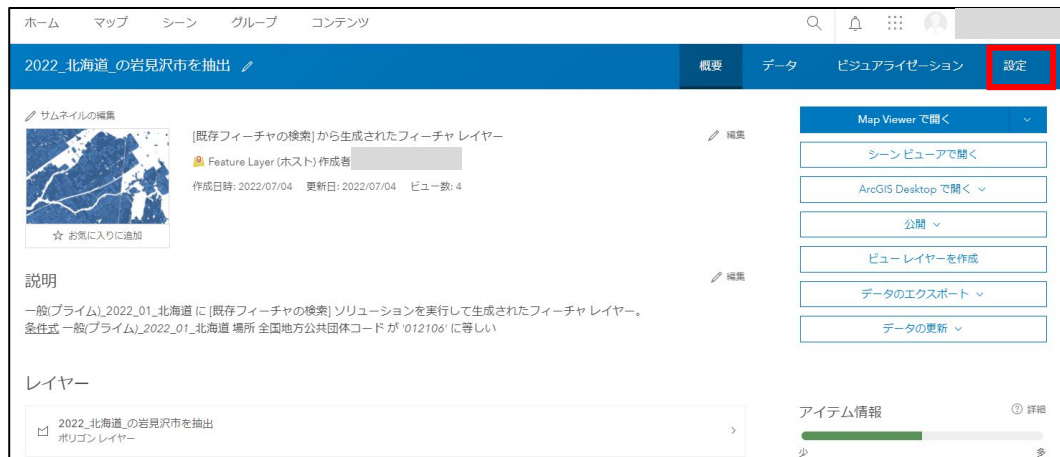 ホーム マップ シーン グループ コンテンツ
2022_北海道_の岩見沢市を抽出 概要 データ ビジュアライゼーション 設定
サムネイルの編集
[既存フィーチャの検索] から生成されたフィーチャ レイヤー 編集
Feature Layer (ホスト) 作成者
作成日時: 2022/07/04 更新日: 2022/07/04 ビュー数: 4
お気に入りに追加
Map Viewer で開く
シーン ビューアで開く
ArcGIS Desktop で開く
公開
ビュー レイヤーを作成
データのエクスポート
データの更新
説明 編集
一般(プライム)_2022_01_北海道 に [既存フィーチャの検索] ソリューションを実行して生成されたフィーチャ レイヤー。
条件式 一般(プライム)_2022_01_北海道 場所 全国地方公共団体コード が '012106' に等しい
レイヤー
2022_北海道_の岩見沢市を抽出
ポリゴン レイヤー
アイテム情報 詳細
少 多